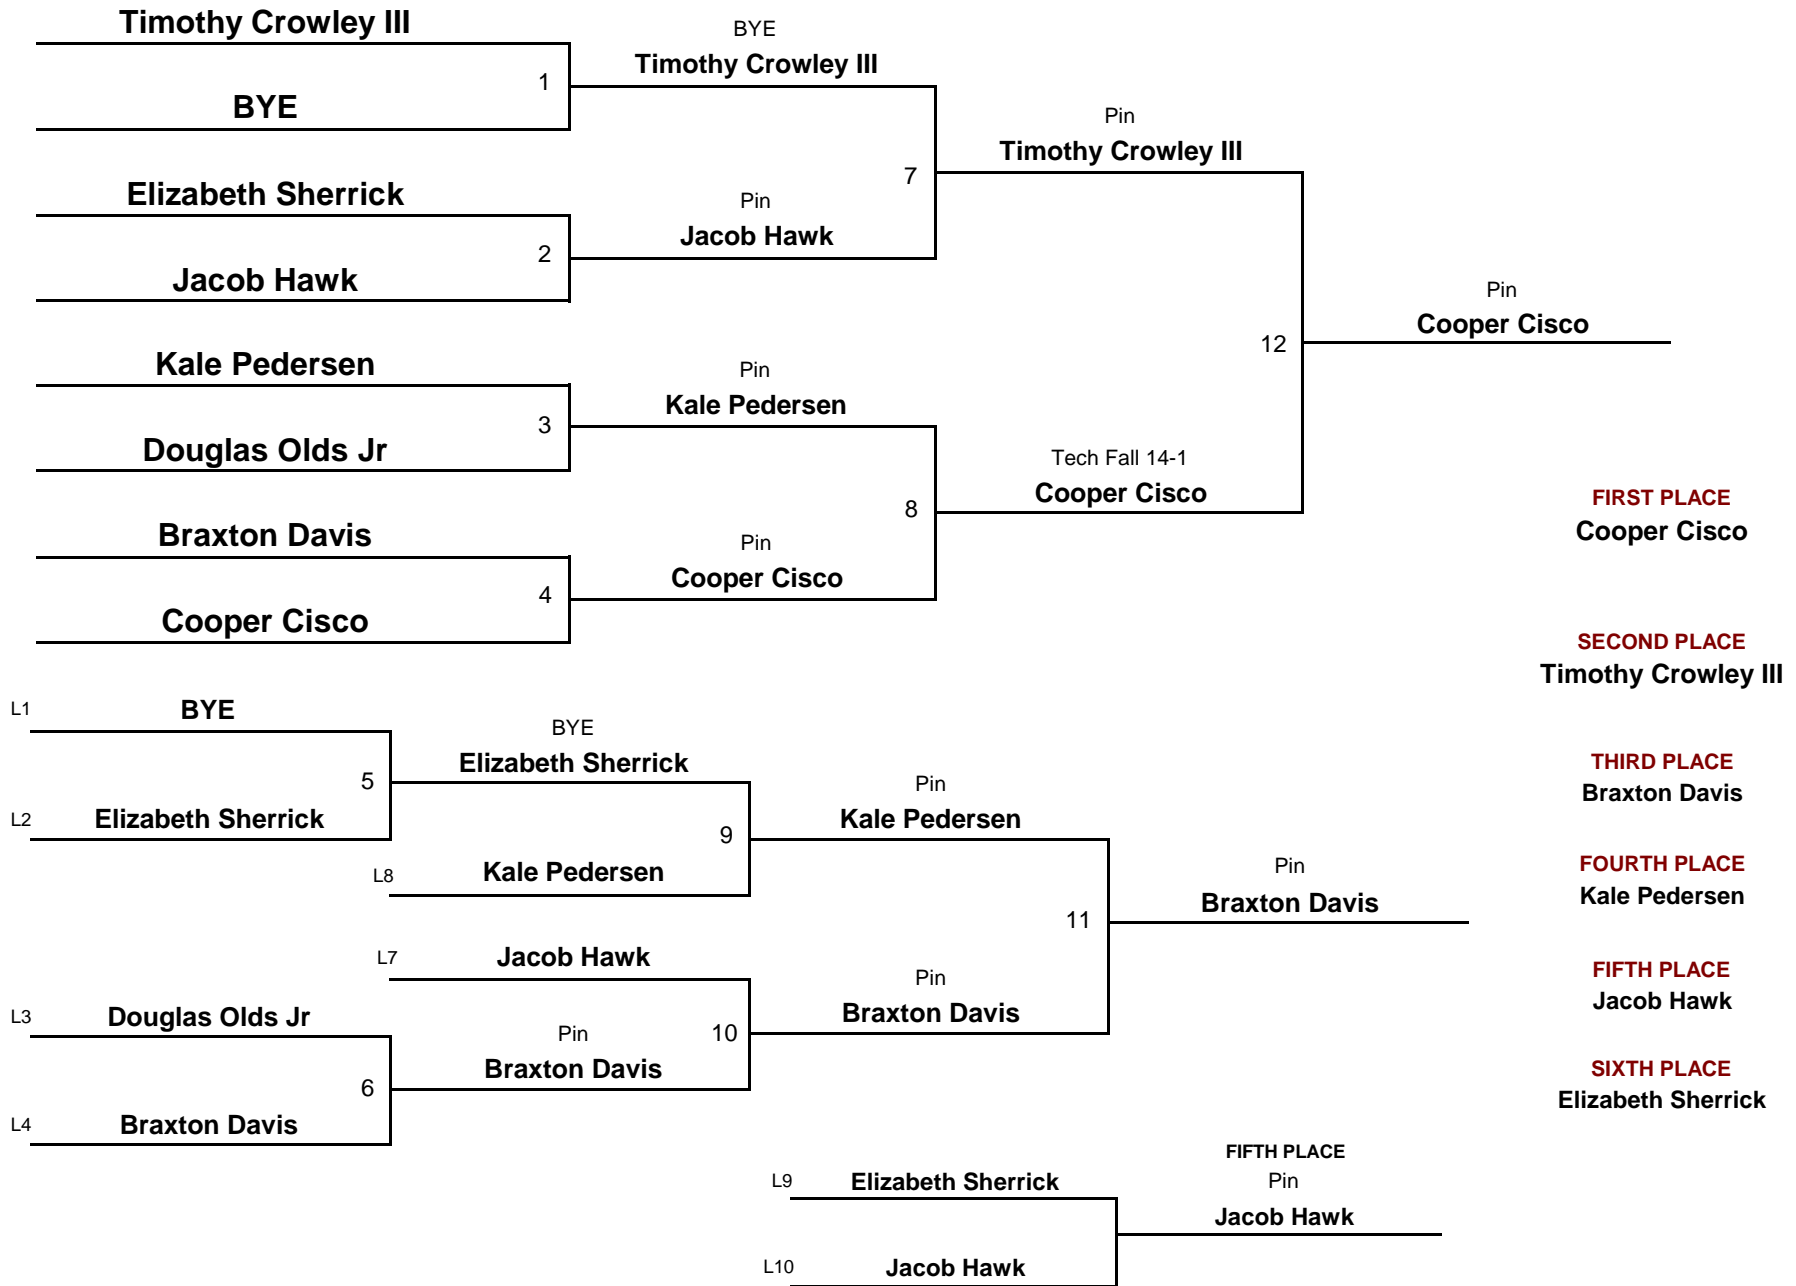 Timothy Crowley III
BYE
Timothy Crowley III
1
BYE
Pin
Timothy Crowley III
Elizabeth Sherrick
7
Pin
Jacob Hawk
2
Jacob Hawk
Pin
Cooper Cisco
12
Kale Pedersen
Pin
Kale Pedersen
3
Douglas Olds Jr
Tech Fall 14-1
Cooper Cisco
8
Braxton Davis
Pin
Cooper Cisco
4
Cooper Cisco
FIRST PLACE
Cooper Cisco
SECOND PLACE
Timothy Crowley III
L1 BYE
BYE
Elizabeth Sherrick
5
L2 Elizabeth Sherrick
Pin
Kale Pedersen
9
L8 Kale Pedersen
THIRD PLACE
Braxton Davis
FOURTH PLACE
Kale Pedersen
Pin
Braxton Davis
11
L7 Jacob Hawk
Pin
Braxton Davis
FIFTH PLACE
Jacob Hawk
L3 Douglas Olds Jr
Pin
10
Braxton Davis
6
L4 Braxton Davis
SIXTH PLACE
Elizabeth Sherrick
FIFTH PLACE
L9 Elizabeth Sherrick
Pin
Jacob Hawk
L10 Jacob Hawk